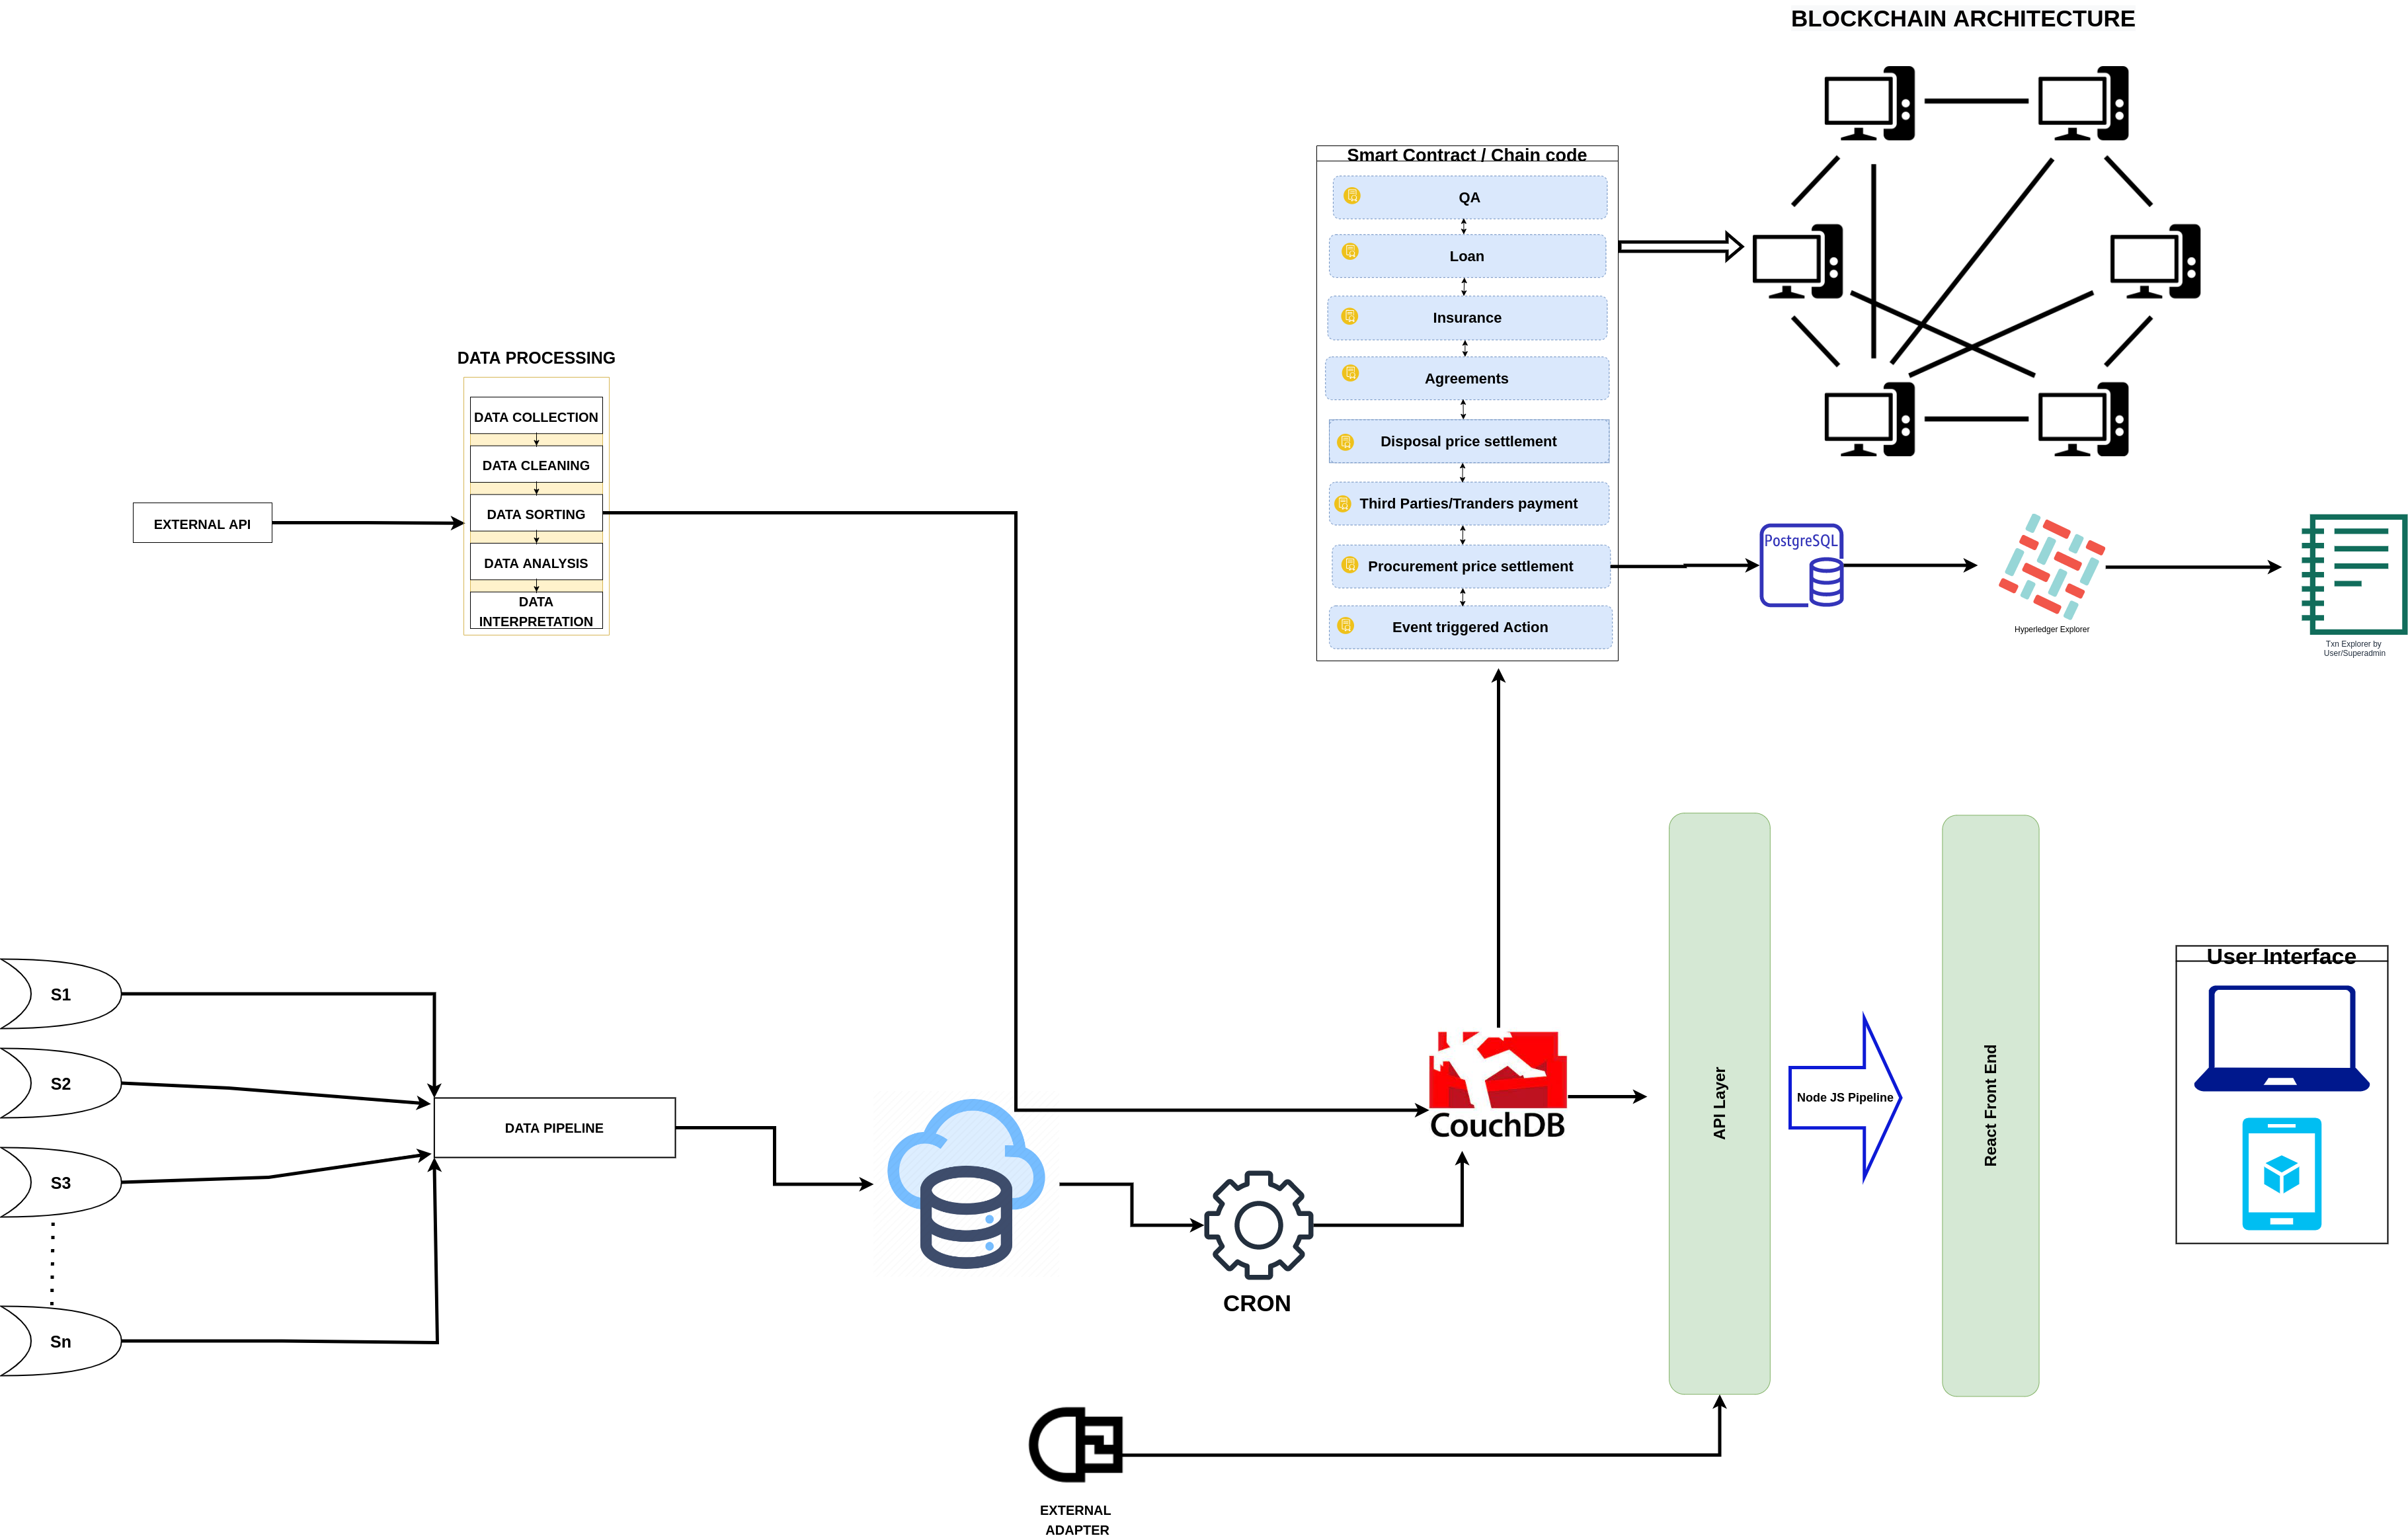 BLOCKCHAIN ARCHITECTURE
Smart Contract / Chain code
QA
Loan
Insurance
Agreements
Disposal price settlement
Third Parties/Tranders payment
Procurement price settlement
Event triggered Action
DATA PROCESSING
DATA COLLECTION
DATA CLEANING
DATA SORTING
DATA ANALYSIS
DATA
INTERPRETATION
EXTERNAL API
PostgreSQL
Hyperledger Explorer
Txn Explorer by
User/Superadmin
S1
S2
S3
Sn
DATA PIPELINE
CRON
CouchDB
API Layer
Node JS Pipeline
React Front End
User Interface
EXTERNAL
ADAPTER